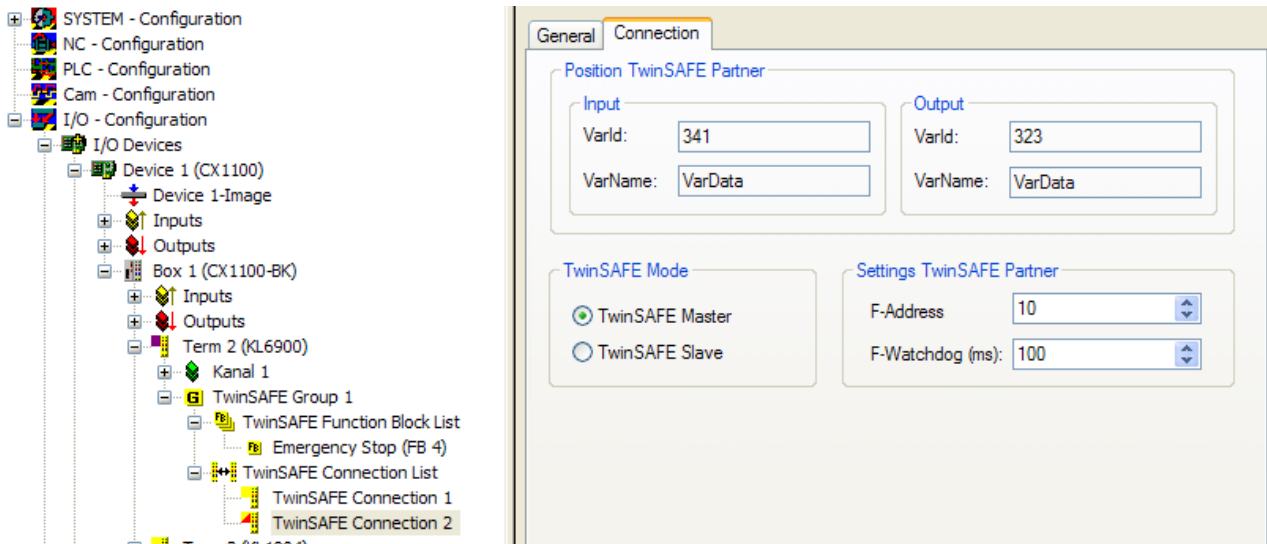 SYSTEM - Configuration
NC - Configuration
PLC - Configuration
Cam - Configuration
I/O - Configuration
I/O Devices
Device 1 (CX1100)
Device 1-Image
Inputs
Outputs
Box 1 (CX1100-BK)
Inputs
Outputs
Term 2 (KL6900)
Kanal 1
G TwinSAFE Group 1
FB TwinSAFE Function Block List
FB Emergency Stop (FB 4)
TwinSAFE Connection List
TwinSAFE Connection 1
TwinSAFE Connection 2
General Connection
Position TwinSAFE Partner
Input Output
VarId: 341 VarId: 323
VarName: VarData VarName: VarData
TwinSAFE Mode Settings TwinSAFE Partner
TwinSAFE Master F-Address 10
TwinSAFE Slave F-Watchdog (ms): 100